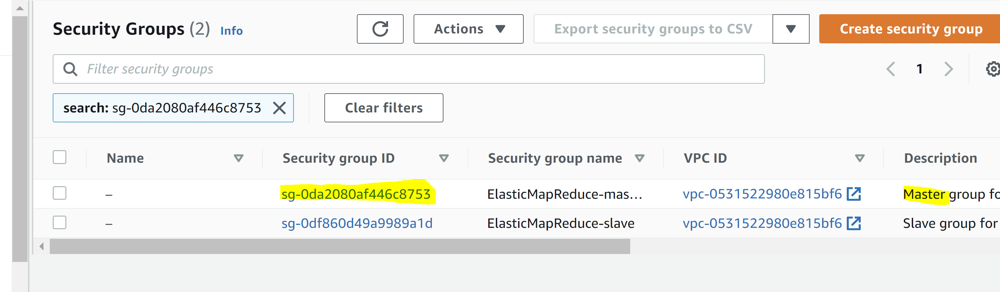 Security Groups (2) Info
Actions
Export security groups to CSV
Create security group
Filter security groups
1
search: sg-0da2080af446c8753
Clear filters
Name Security group ID Security group name VPC ID Description
– sg-0da2080af446c8753 ElasticMapReduce-mas... vpc-0531522980e815bf6 Master group fo
– sg-0df860d49a9989a1d ElasticMapReduce-slave vpc-0531522980e815bf6 Slave group for